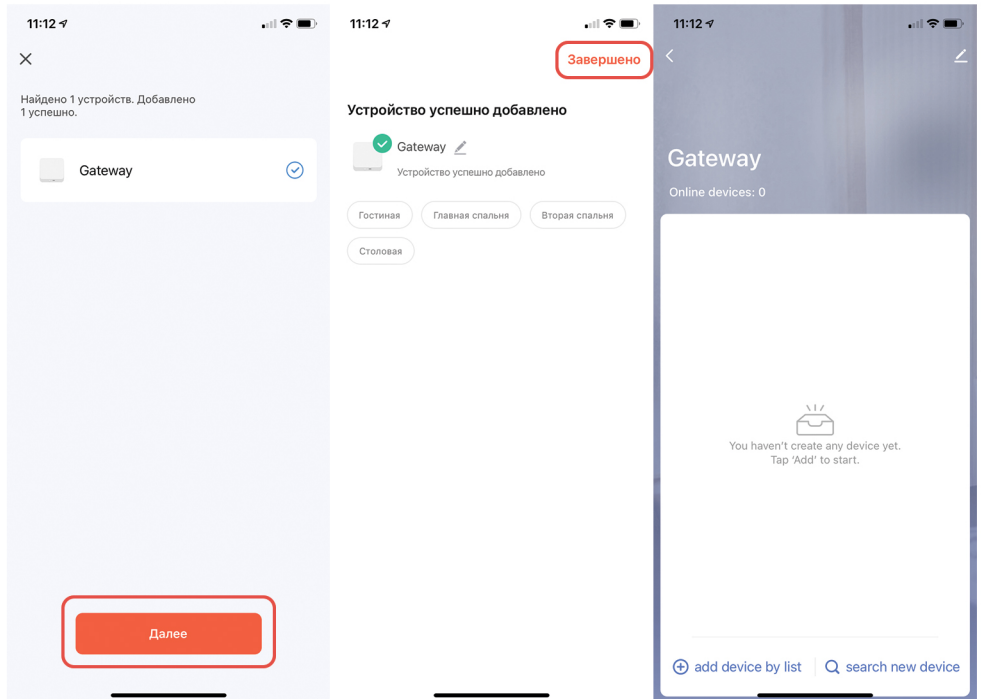 11:12
Найдено 1 устройств. Добавлено
1 успешно.
Gateway
Далее
11:12
Завершено
Устройство успешно добавлено
Gateway
Устройство успешно добавлено
Гостиная
Главная спальня
Вторая спальня
Столовая
11:12
Gateway
Online devices: 0
You haven't create any device yet.
Tap 'Add' to start.
add device by list
search new device